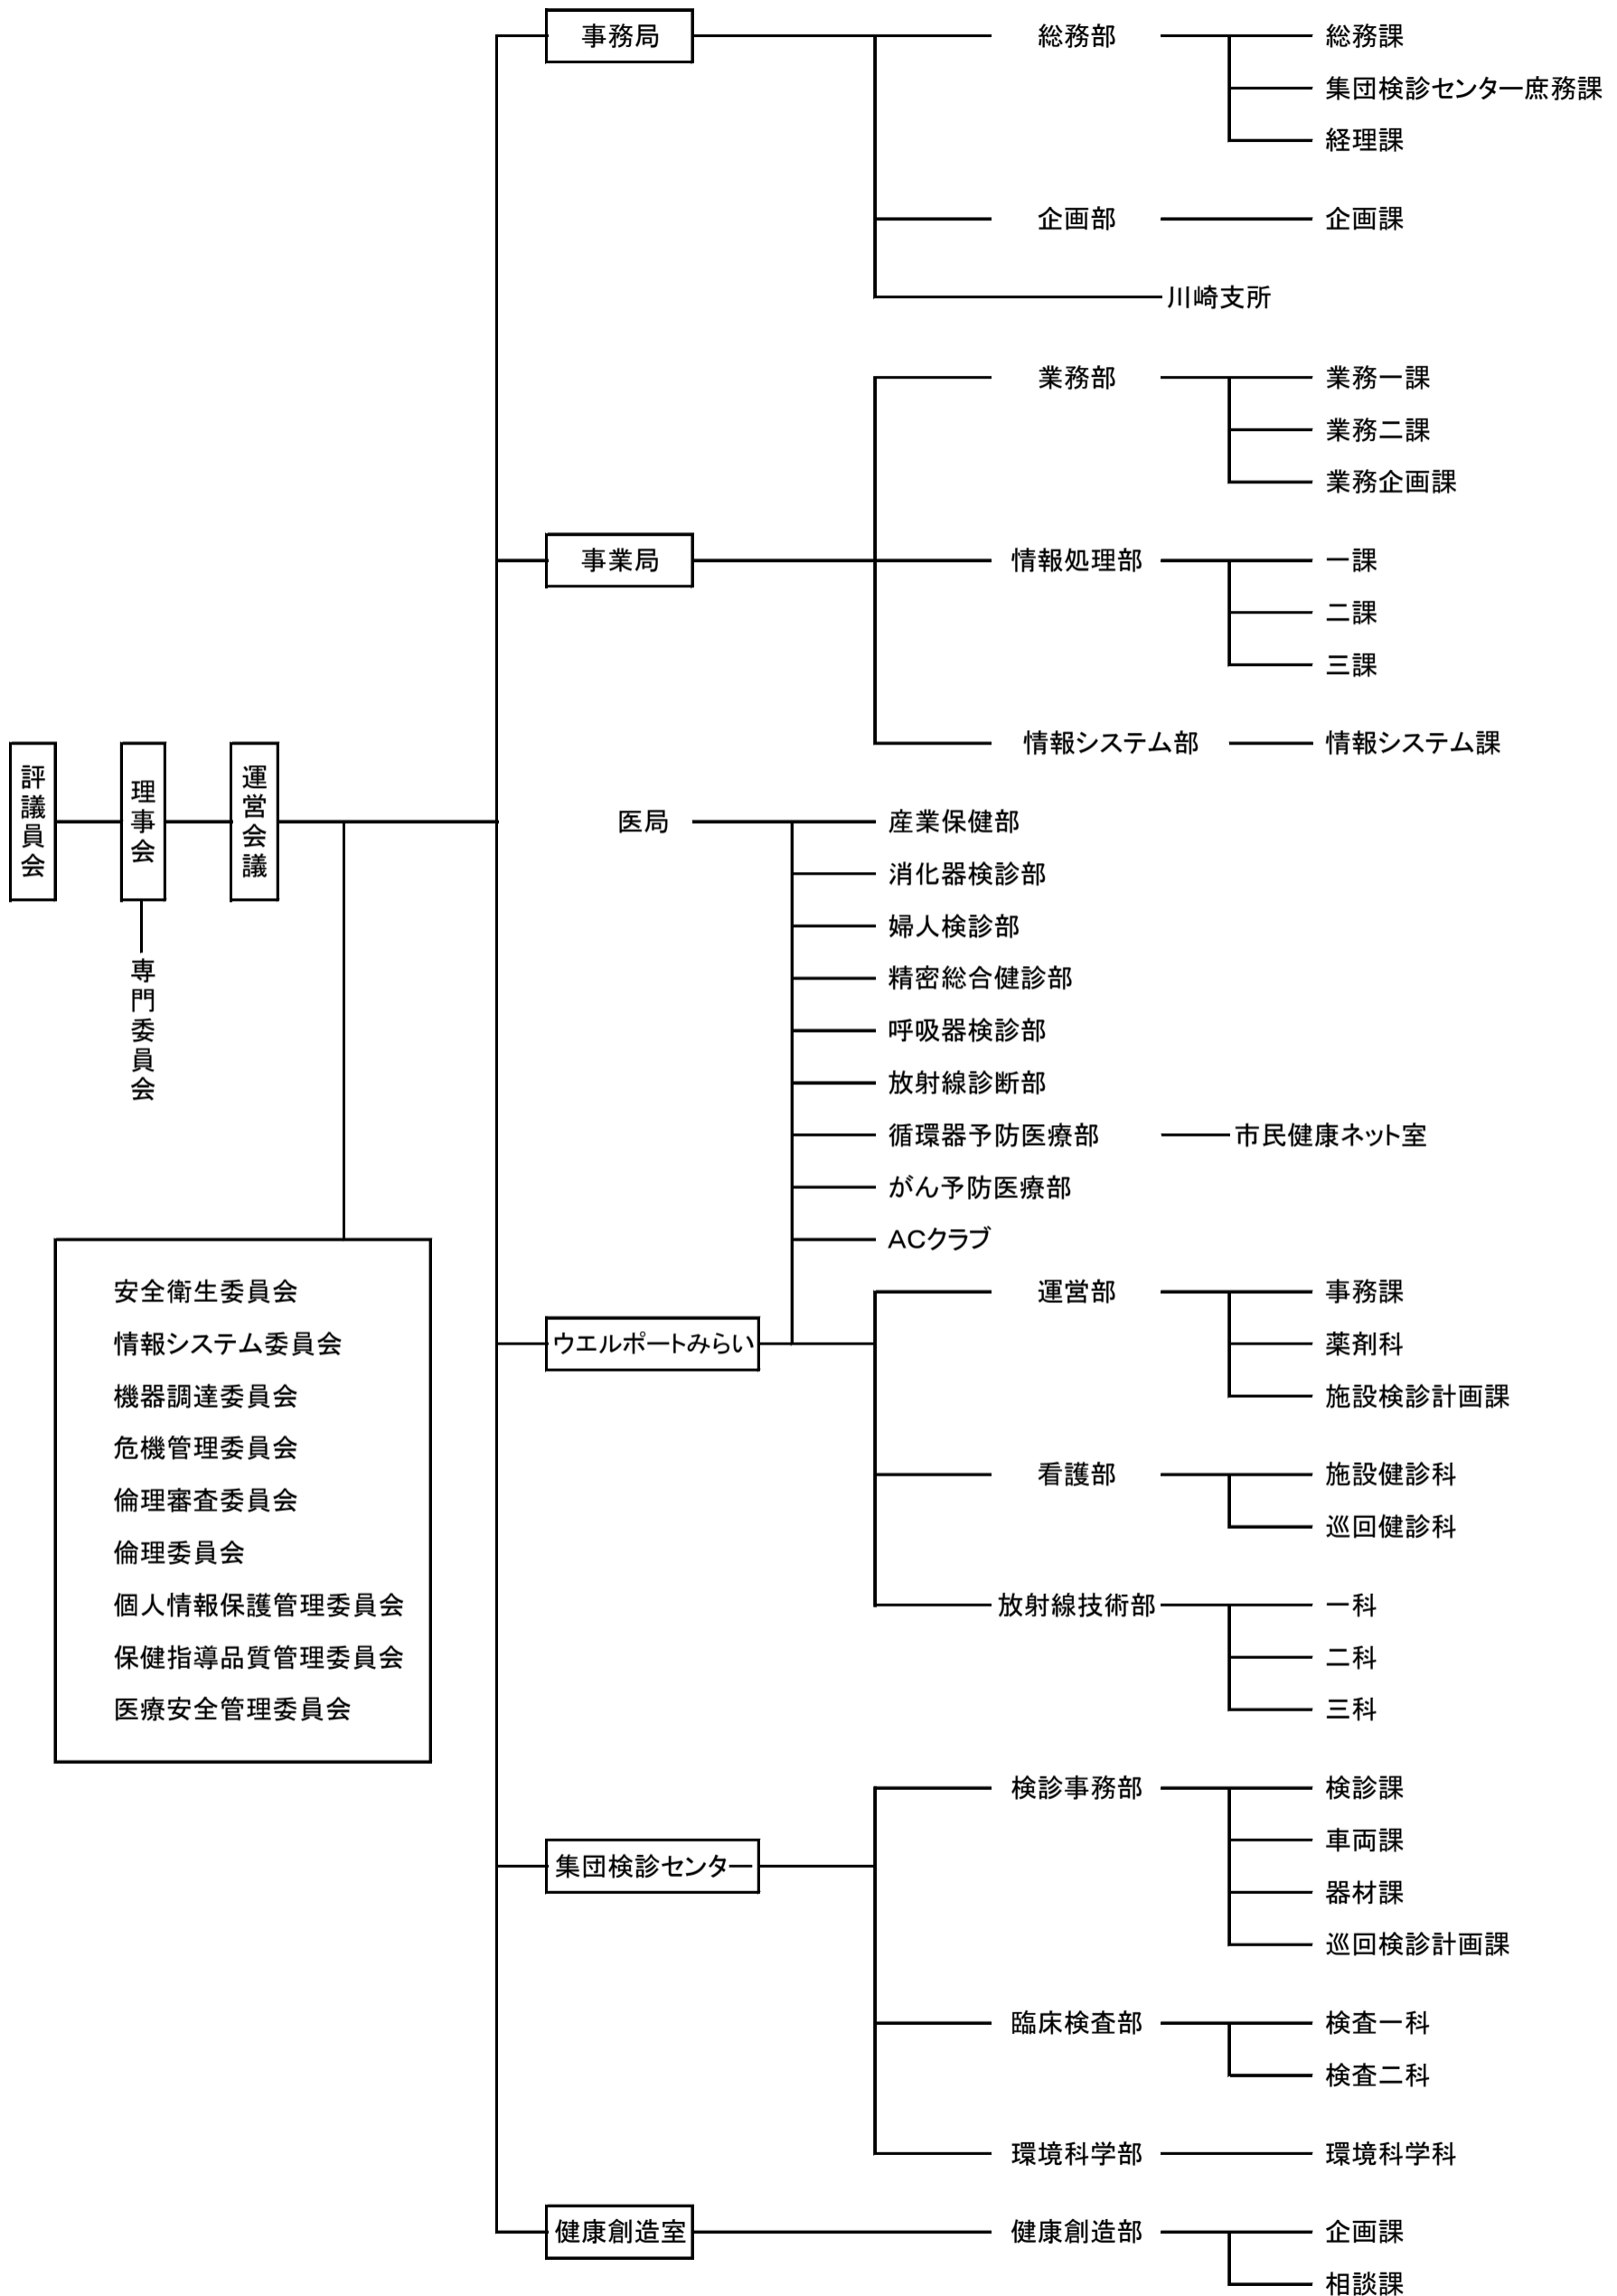 事務局
総務部
総務課
集団検診センター庶務課
経理課
企画部
企画課
川崎支所
業務部
業務一課
業務二課
業務企画課
事業局
情報処理部
一課
二課
三課
情報システム部
情報システム課
評議員会
理事会
運営会議
専門委員会
医局
産業保健部
消化器検診部
婦人検診部
精密総合健診部
呼吸器検診部
放射線診断部
循環器予防医療部
市民健康ネット室
がん予防医療部
ACクラブ
安全衛生委員会
情報システム委員会
機器調達委員会
危機管理委員会
倫理審査委員会
倫理委員会
個人情報保護管理委員会
保健指導品質管理委員会
医療安全管理委員会
ウエルポートみらい
運営部
事務課
薬剤科
施設検診計画課
看護部
施設健診科
巡回健診科
放射線技術部
一科
二科
三科
集団検診センター
検診事務部
検診課
車両課
器材課
巡回検診計画課
臨床検査部
検査一科
検査二科
環境科学部
環境科学科
健康創造室
健康創造部
企画課
相談課